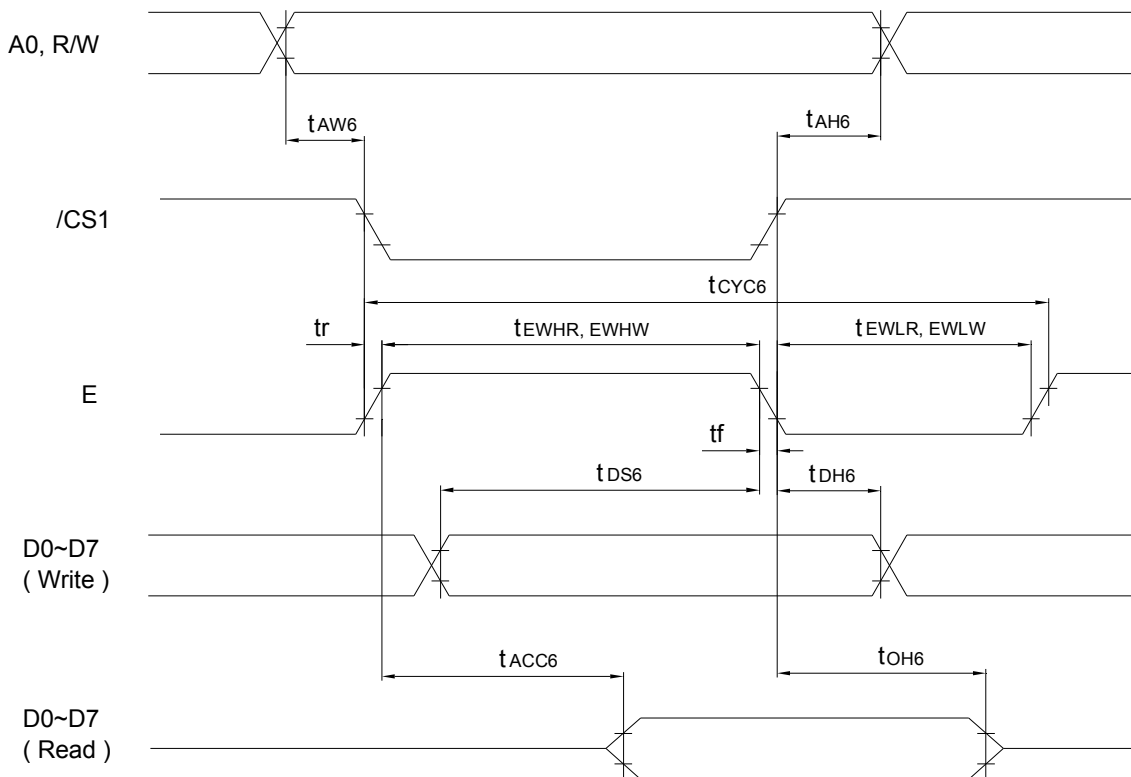 A0, R/W
tAW6
tAH6
/CS1
tCYC6
tr
tEWHR, EWHW
tEWLR, EWLW
E
tf
tDS6
tDH6
D0~D7
( Write )
tACC6
tOH6
D0~D7
( Read )